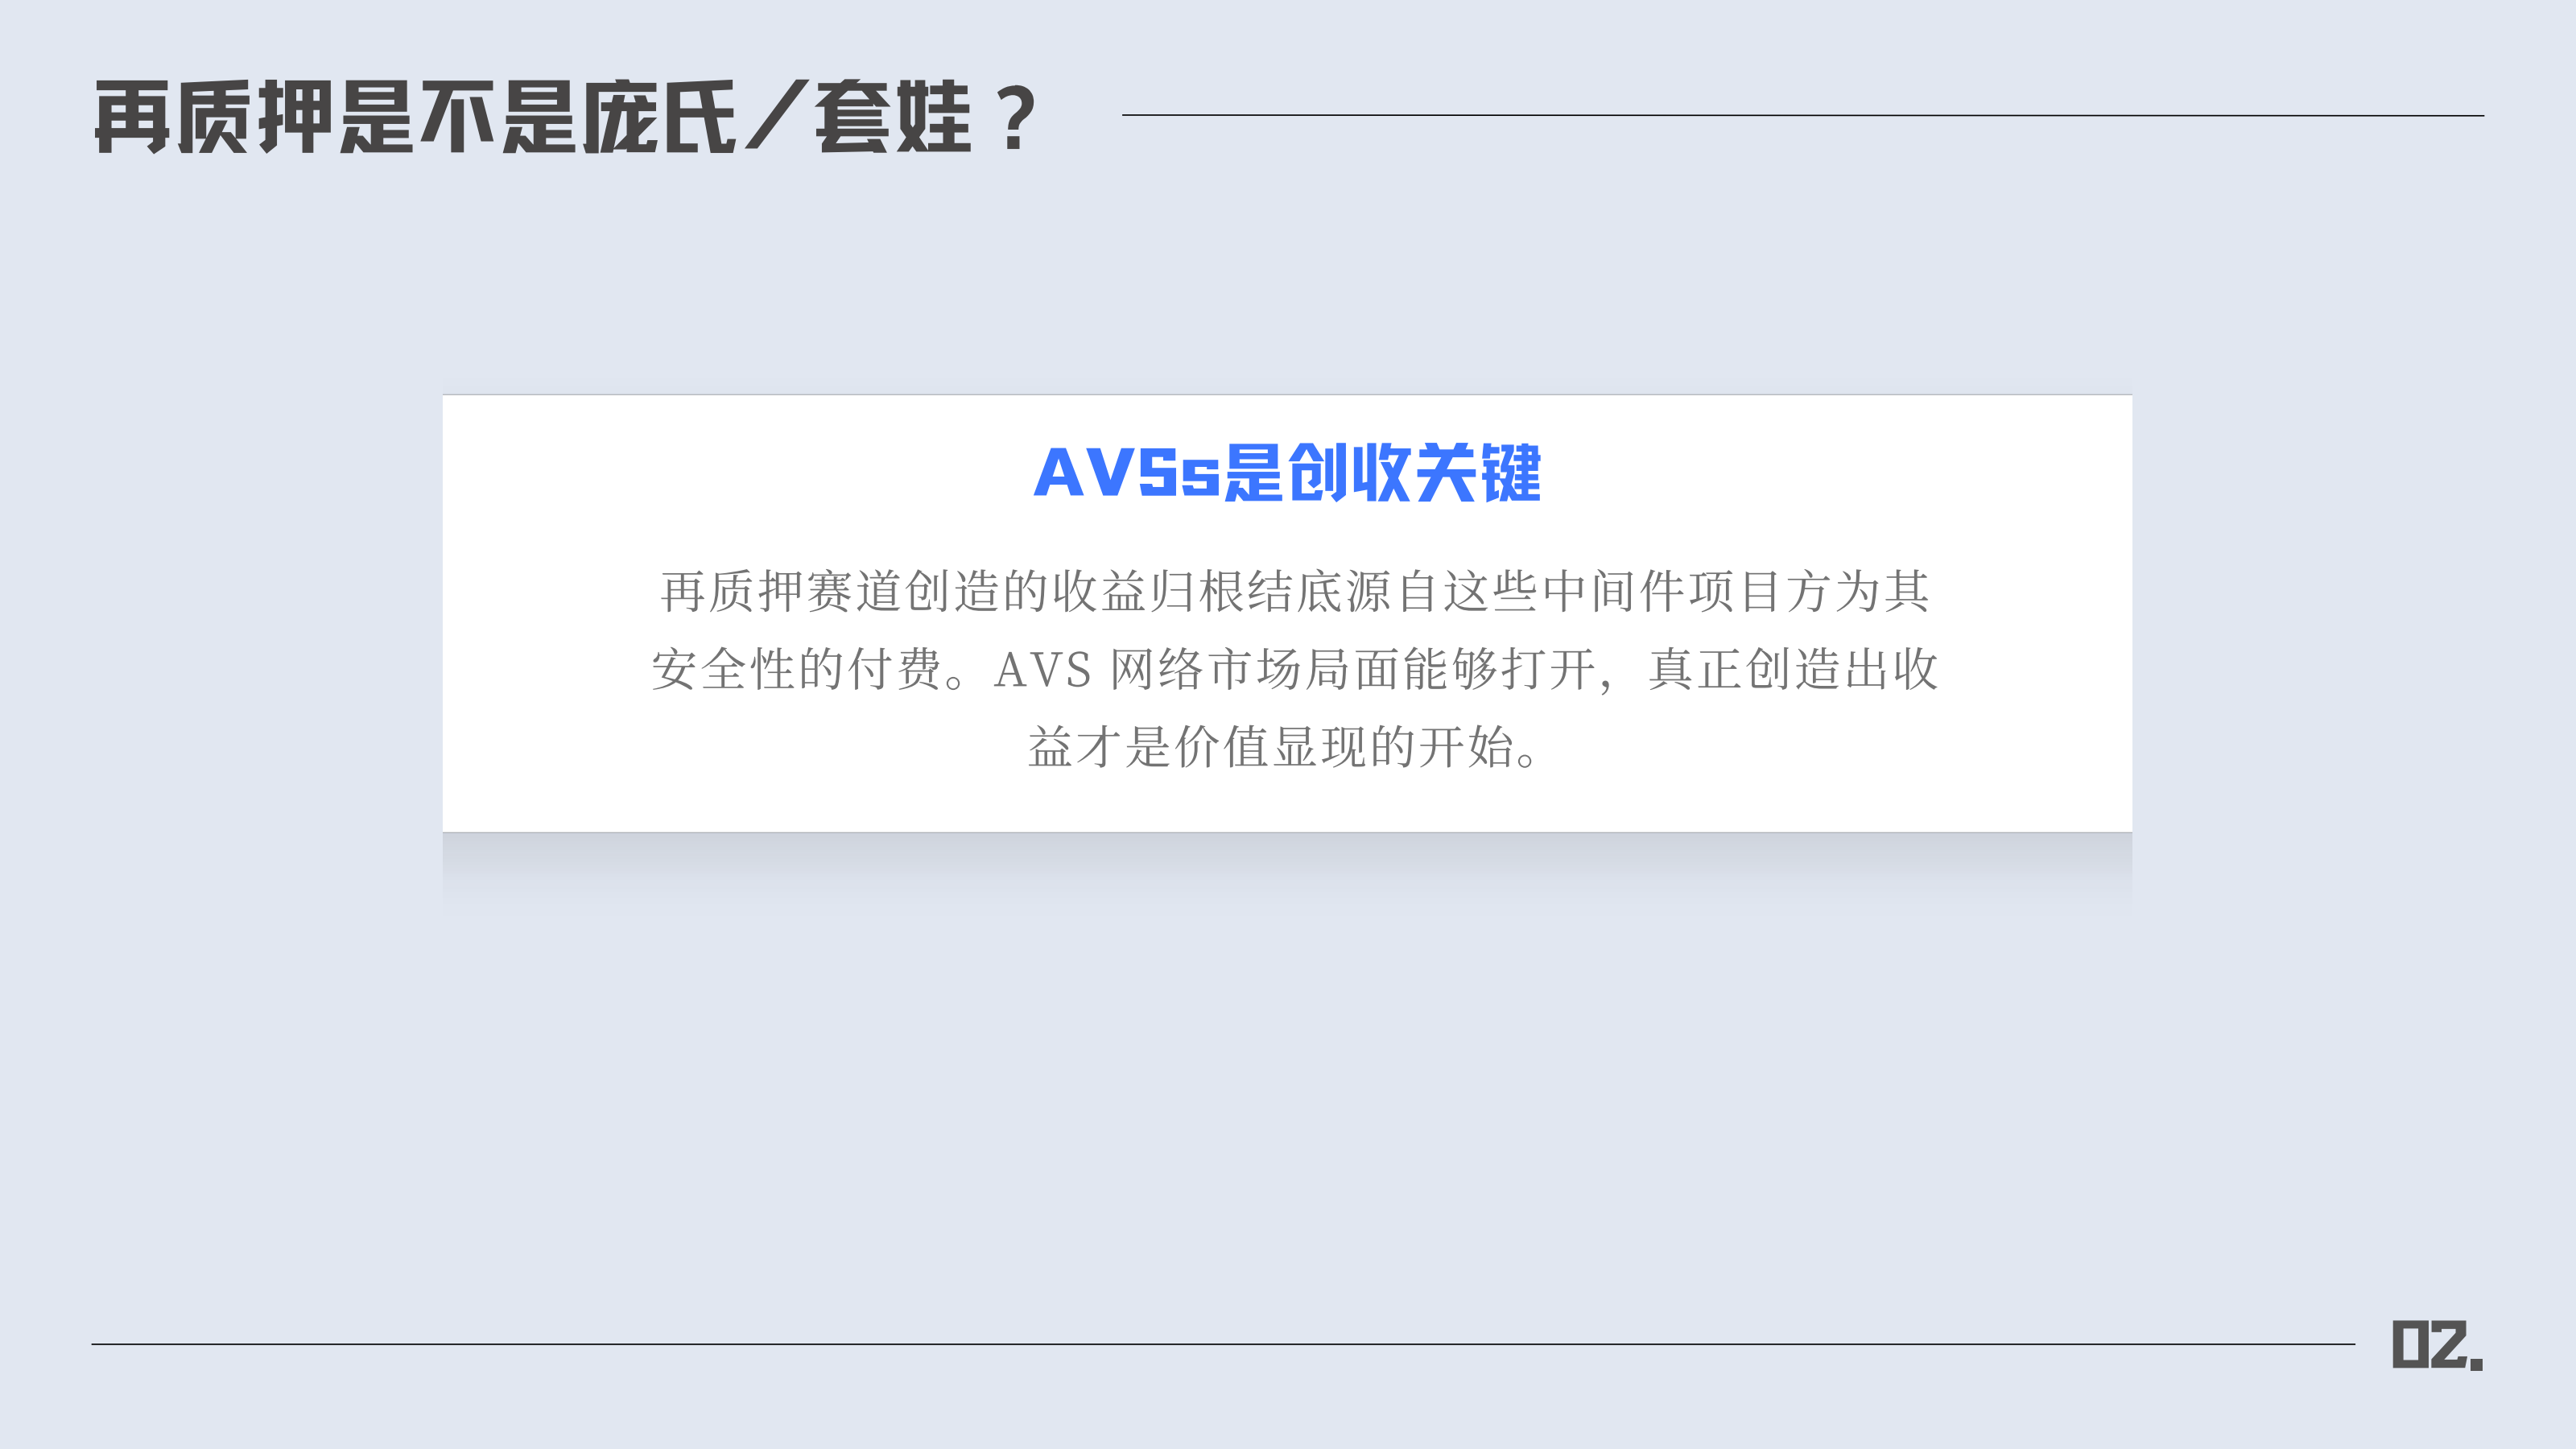 再质押是不是庞氏/套娃？
AVSs是创收关键
再质押赛道创造的收益归根结底源自这些中间件项目方为其
安全性的付费。AVS 网络市场局面能够打开，真正创造出收
益才是价值显现的开始。
02.